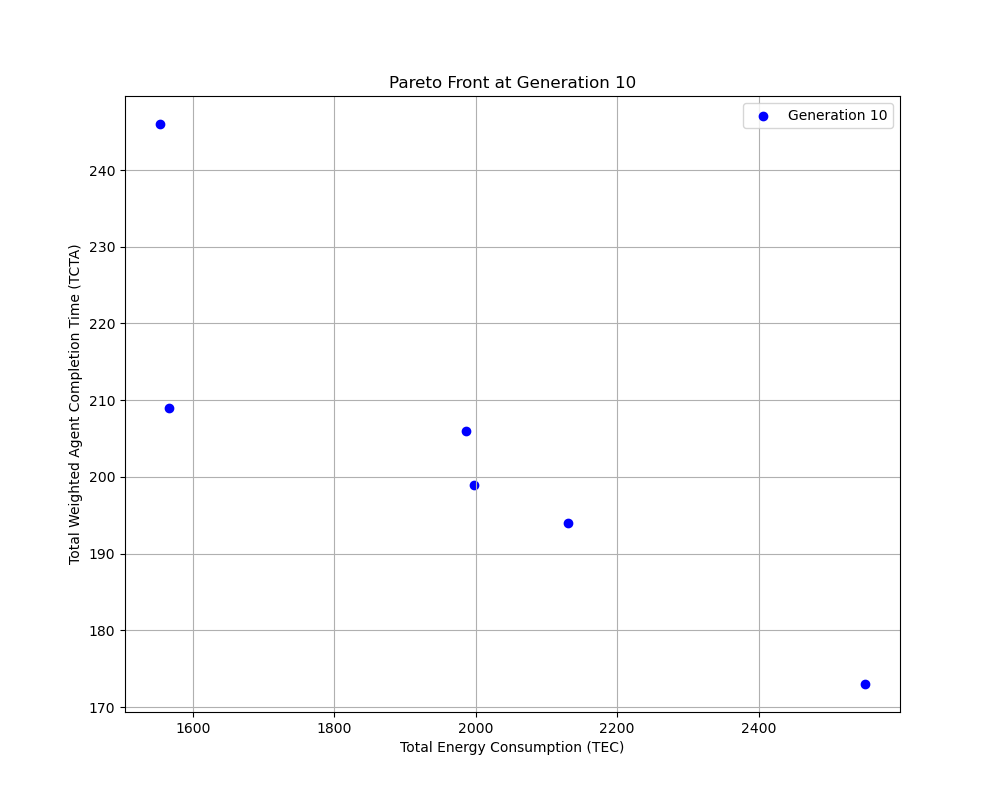 Pareto Front at Generation 10
Generation 10
Total Weighted Agent Completion Time (TCTA)
240
230
220
210
200
190
180
170
1600 1800 2000 2200 2400
Total Energy Consumption (TEC)